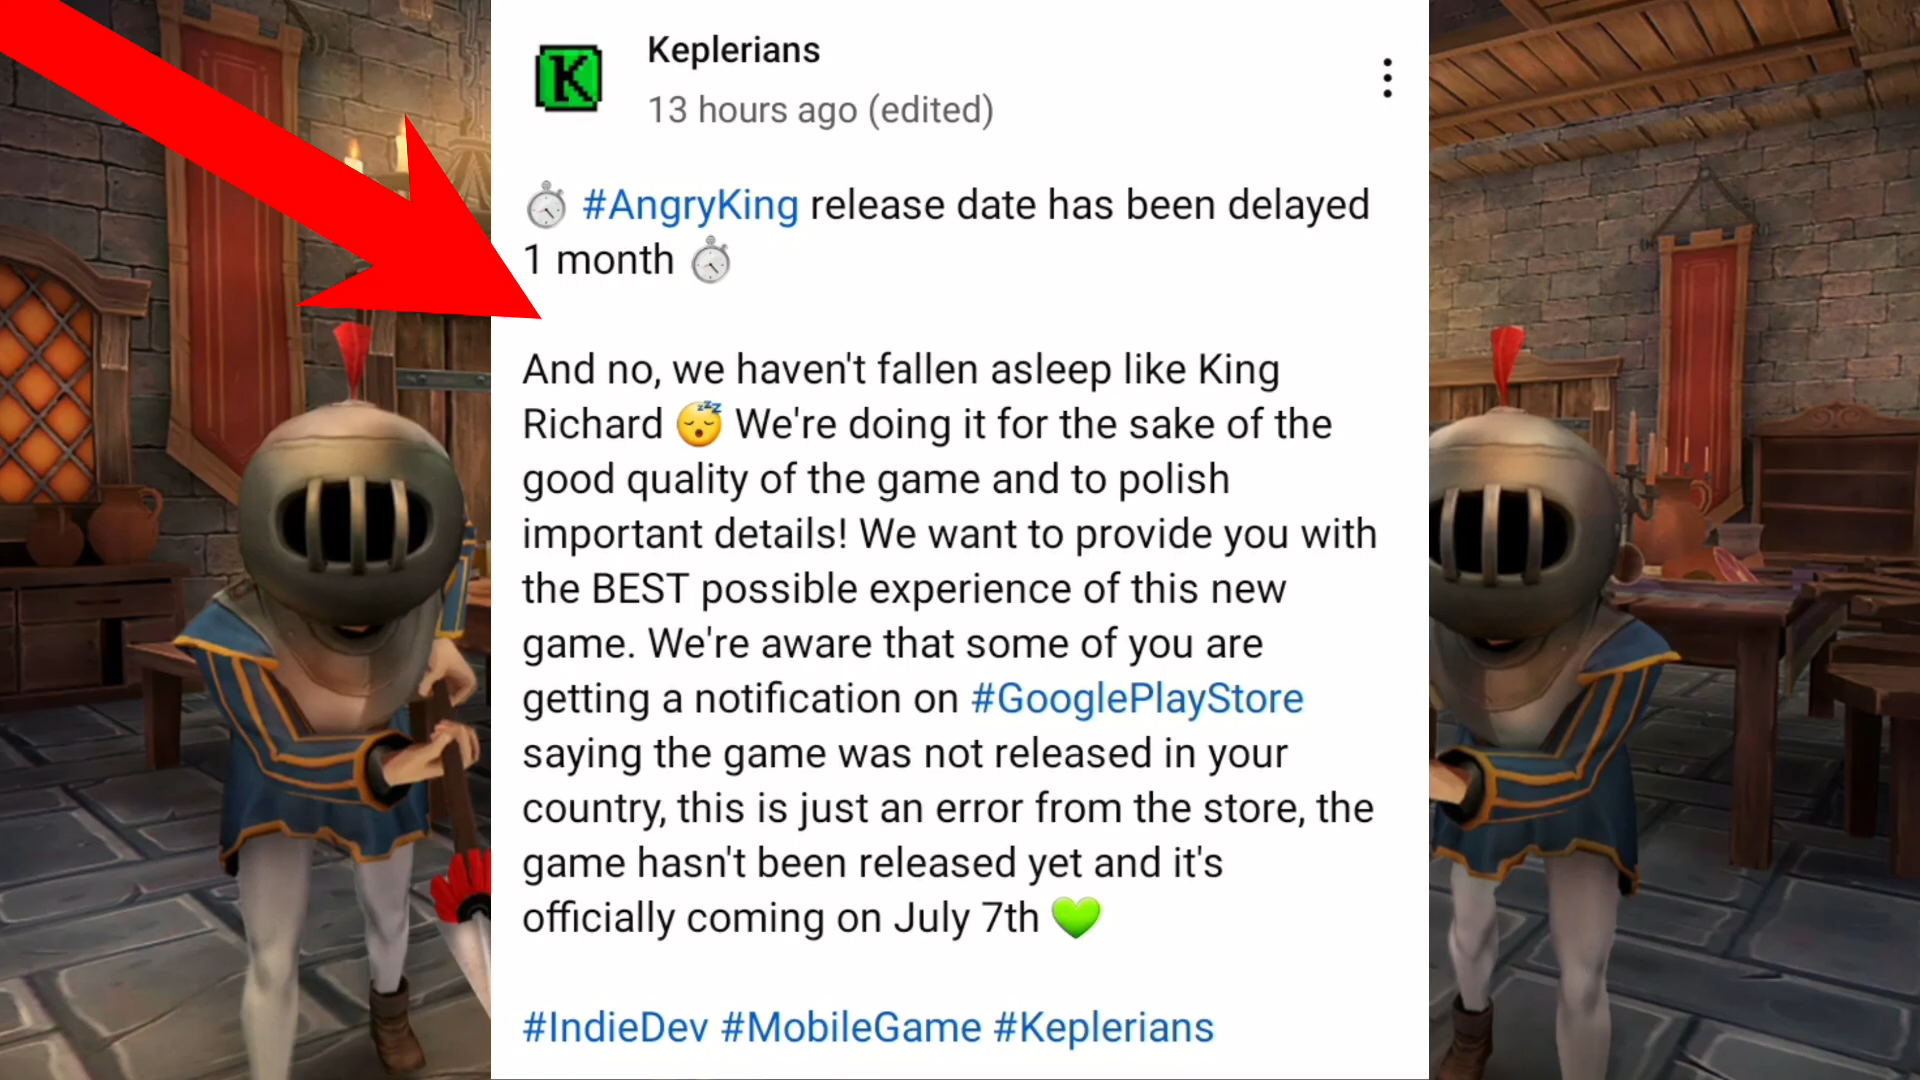 K
Keplerians
13 hours ago (edited)
⏱ #AngryKing release date has been delayed
1 month ⏱
And no, we haven't fallen asleep like King
Richard 😴 We're doing it for the sake of the
good quality of the game and to polish
important details! We want to provide you with
the BEST possible experience of this new
game. We're aware that some of you are
getting a notification on #GooglePlayStore
saying the game was not released in your
country, this is just an error from the store, the
game hasn't been released yet and it's
officially coming on July 7th 💚
#IndieDev #MobileGame #Keplerians